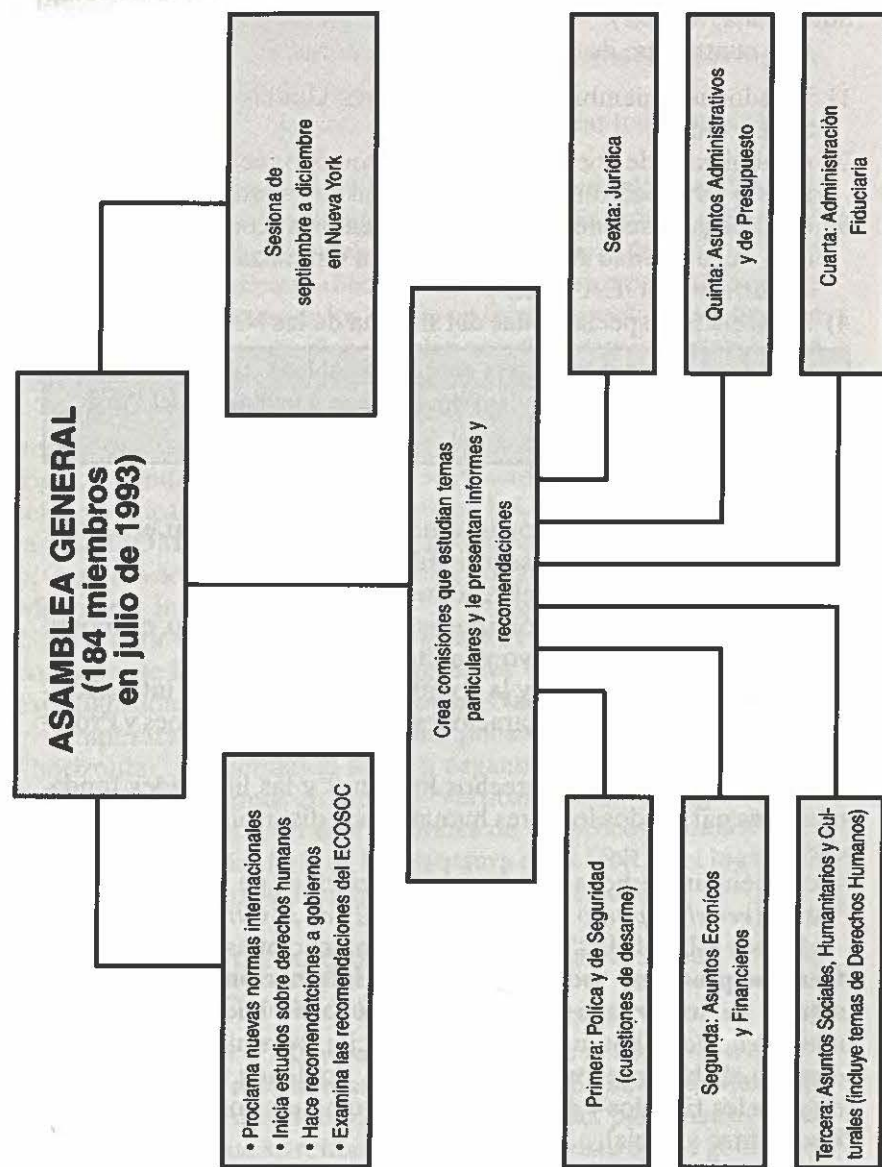 ASAMBLEA GENERAL
(184 miembros
en julio de 1993)
• Proclama nuevas normas internacionales
• Inicia estudios sobre derechos humanos
• Hace recomendatciones a gobiernos
• Examina las recomendaciones del ECOSOC
Sesiona de
septiembre a diciembre
en Nueva York
Crea comisiones que estudian temas
particulares y le presentan informes y
recomendaciones
Primera: Políca y de Seguridad
(cuestiones de desarme)
Segunda: Asuntos Econícos
y Financieros
Tercera: Asuntos Sociales, Humanitarios y Cul-
turales (incluye temas de Derechos Humanos)
Sexta: Jurídica
Quinta: Asuntos Administrativos
y de Presupuesto
Cuarta: Administraciòn
Fiduciaria